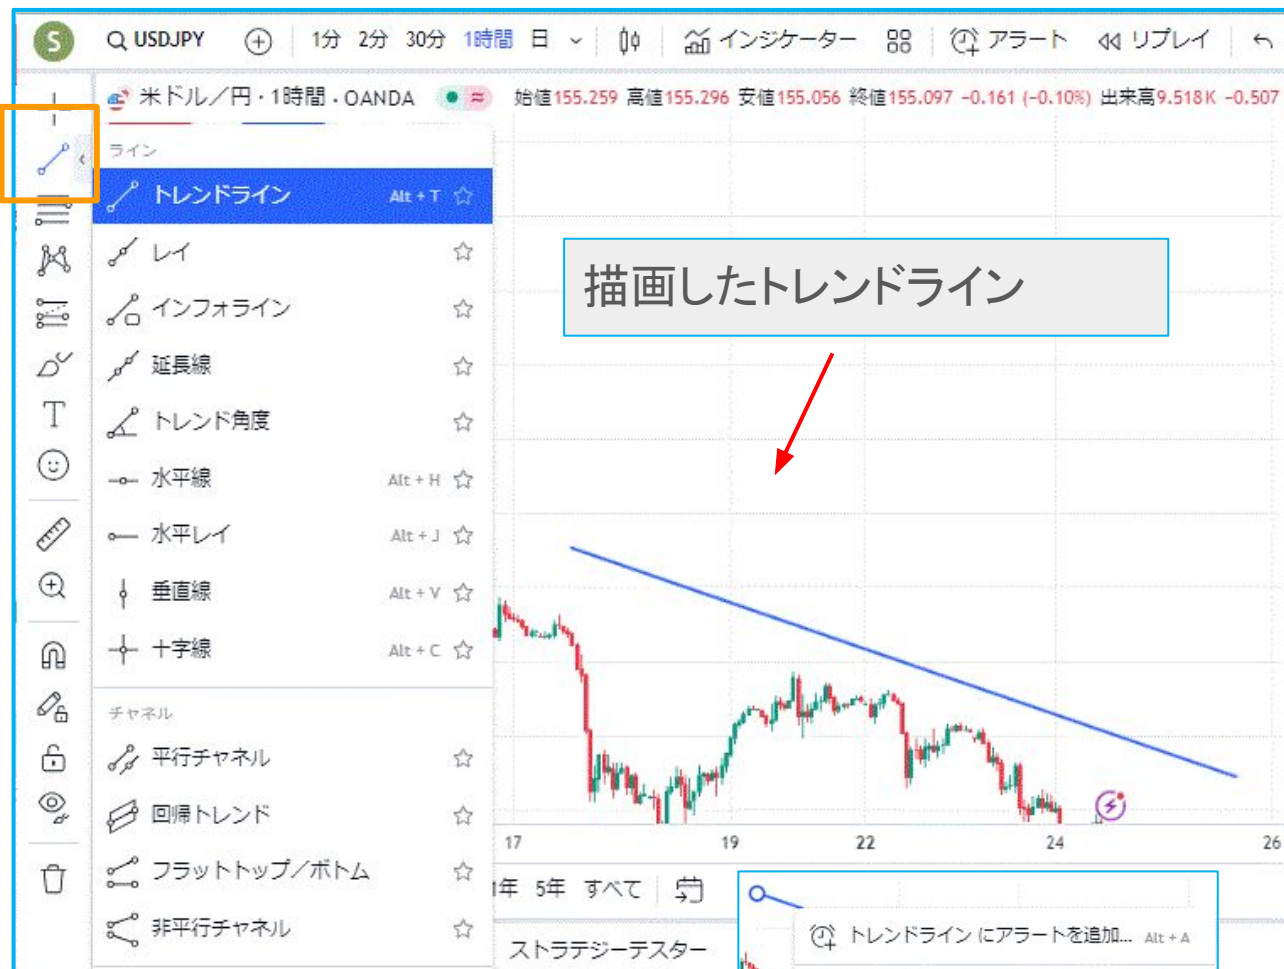 S
USDJPY
1分 2分 30分 1時間 日
インジケーター
アラート
リプレイ
米ドル／円・1時間・OANDA
始値155.259 高値155.296 安値155.056 終値155.097 -0.161 (-0.10%) 出来高9.518K -0.507
ライン
トレンドライン Alt + T
レイ
インフォライン
延長線
トレンド角度
水平線 Alt + H
水平レイ Alt + J
垂直線 Alt + V
十字線 Alt + C
チャネル
平行チャネル
回帰トレンド
フラットトップ／ボトム
非平行チャネル
描画したトレンドライン
17 19 22 24 26
年 5年 すべて
ストラテジーテスター
トレンドライン にアラートを追加... Alt + A